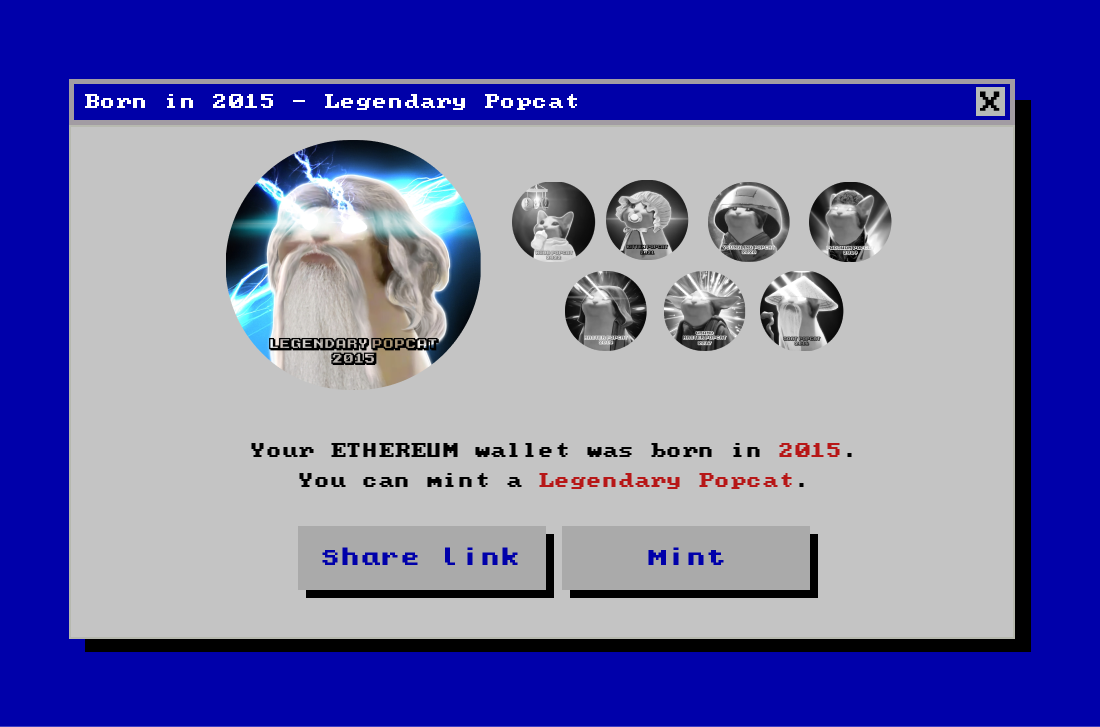 Born in 2015 - Legendary Popcat
X
LEGENDARY POPCAT
2015
Your ETHEREUM wallet was born in 2015.
You can mint a Legendary Popcat.
Share link
Mint